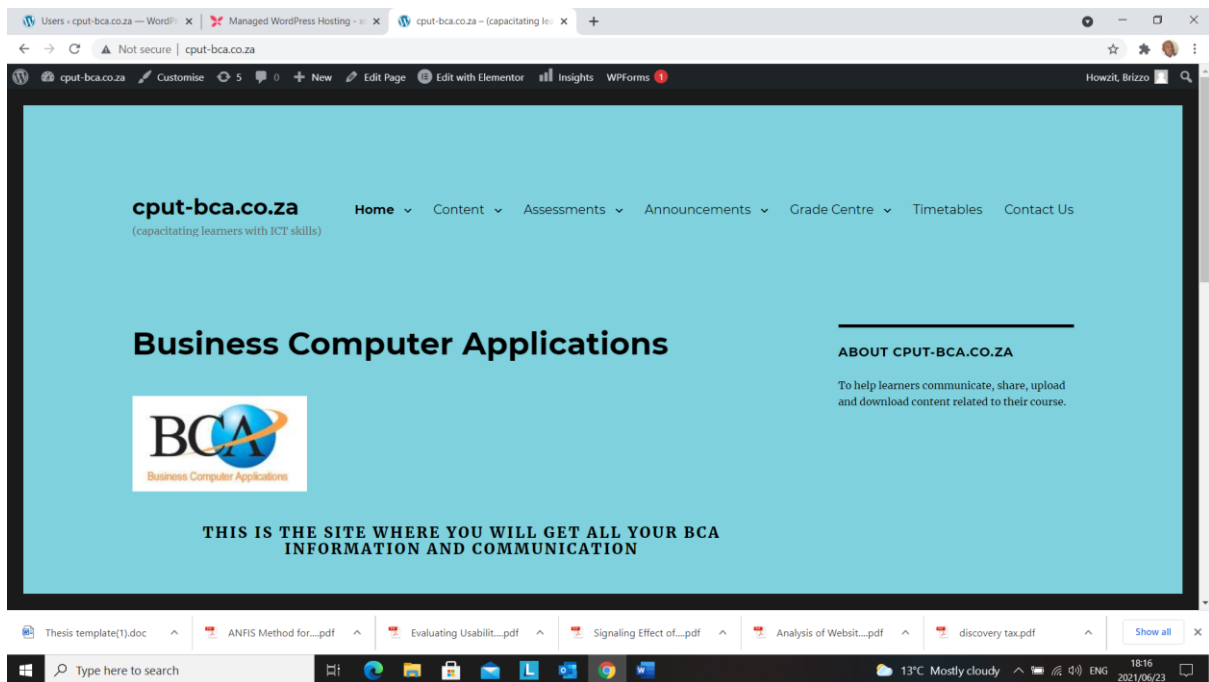 Users ‹ cput-bca.co.za — WordPr
Managed WordPress Hosting -
cput-bca.co.za – (capacitating le
Not secure | cput-bca.co.za
cput-bca.co.za Customise 5 0 + New Edit Page Edit with Elementor Insights WPForms 1 Howzit, Brizzo
cput-bca.co.za
(capacitating learners with ICT skills)
Home Content Assessments Announcements Grade Centre Timetables Contact Us
Business Computer Applications
BCA
Business Computer Applications
THIS IS THE SITE WHERE YOU WILL GET ALL YOUR BCA
INFORMATION AND COMMUNICATION
ABOUT CPUT-BCA.CO.ZA
To help learners communicate, share, upload
and download content related to their course.
Thesis template(1).doc ANFIS Method for....pdf Evaluating Usabilit....pdf Signaling Effect of....pdf Analysis of Websit....pdf discovery tax.pdf Show all
Type here to search
L
13°C Mostly cloudy ENG
18:16
2021/06/23